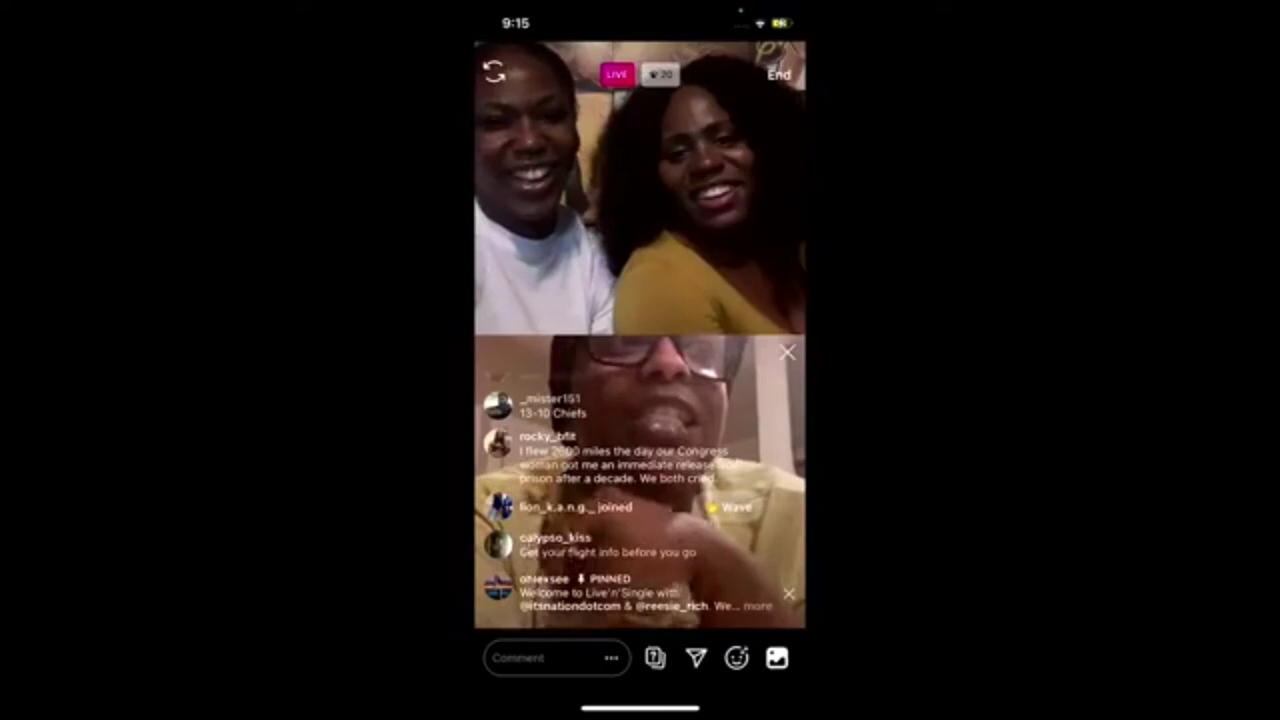 9:15
LIVE
20
End
_mister151
13-10 Chiefs
rocky_bfit
I flew 2600 miles the day our Congress
woman got me an immediate release
prison after a decade. We both cried.
lion_k.a.n.g._ joined
Wave
calypso_kiss
Get your flight info before you go
PINNED
Welcome to Live'n'Single with
@itsnationdotcom & @reesie_rich. We... more
Comment